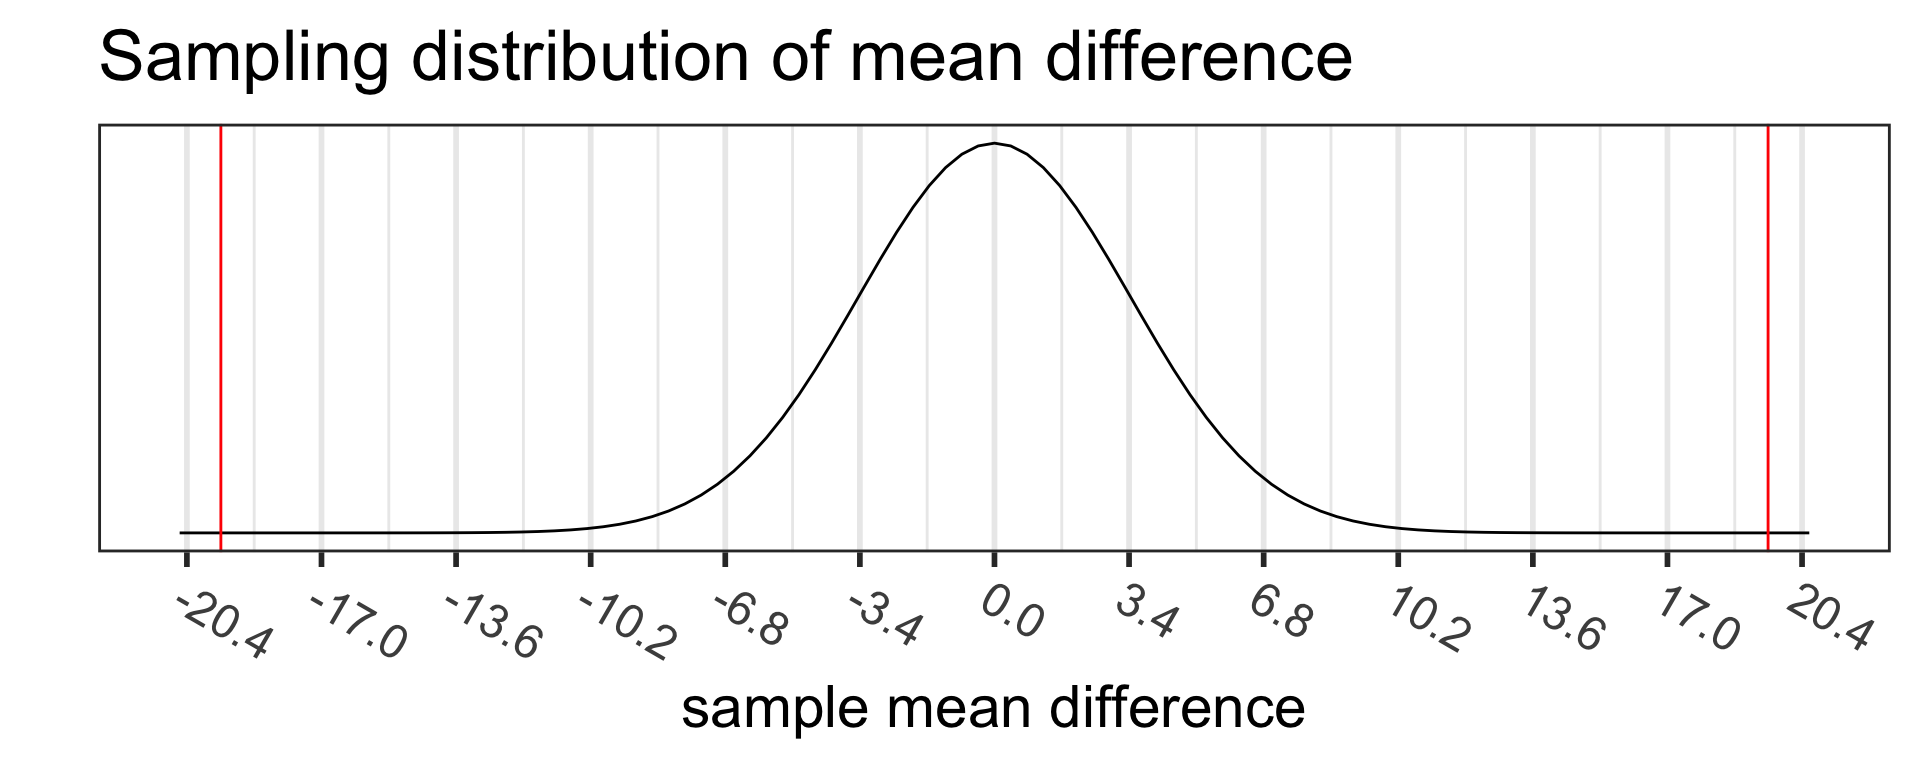 Sampling distribution of mean difference
-20.4 -17.0 -13.6 -10.2 -6.8 -3.4 0.0 3.4 6.8 10.2 13.6 17.0 20.4
sample mean difference